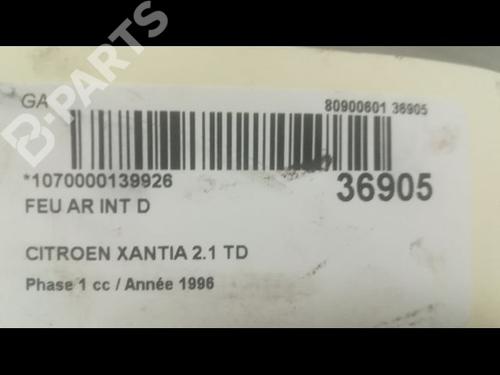 GA
80900601 36905
*1070000139926
36905
FEU AR INT D
CITROEN XANTIA 2.1 TD
Phase 1 cc / Année 1996
B-PARTS